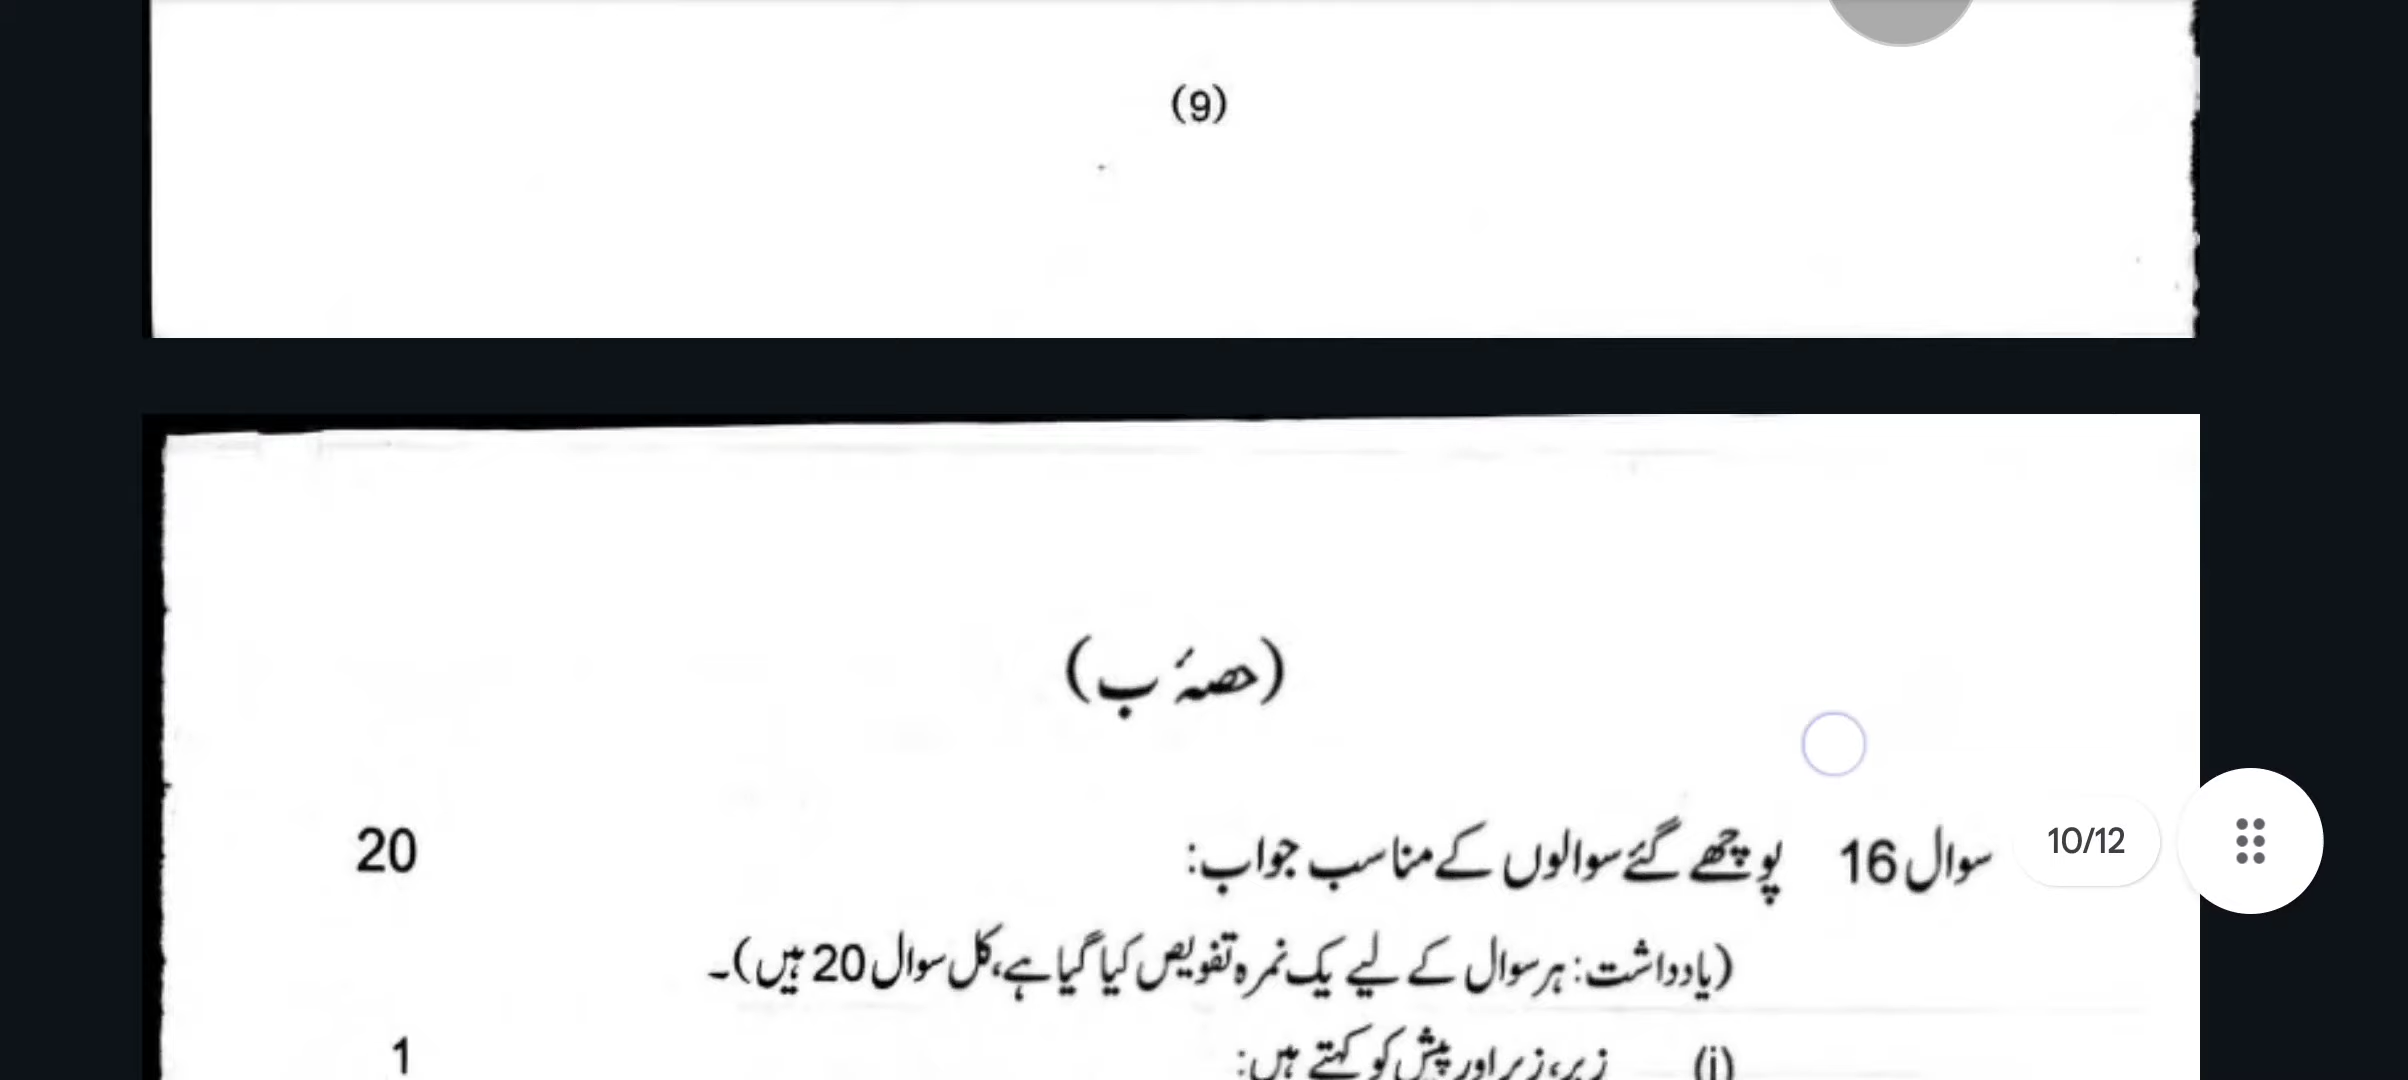 (9)
(حصۂ ب)
سوال 16 پوچھے گئے سوالوں کے مناسب جواب: 20
(یادداشت: ہر سوال کے لیے یک نمرہ تفویض کیا گیا ہے، کل سوال 20 ہیں)۔
(i) زبر، زیر اور پیش کو کہتے ہیں: 1
10/12